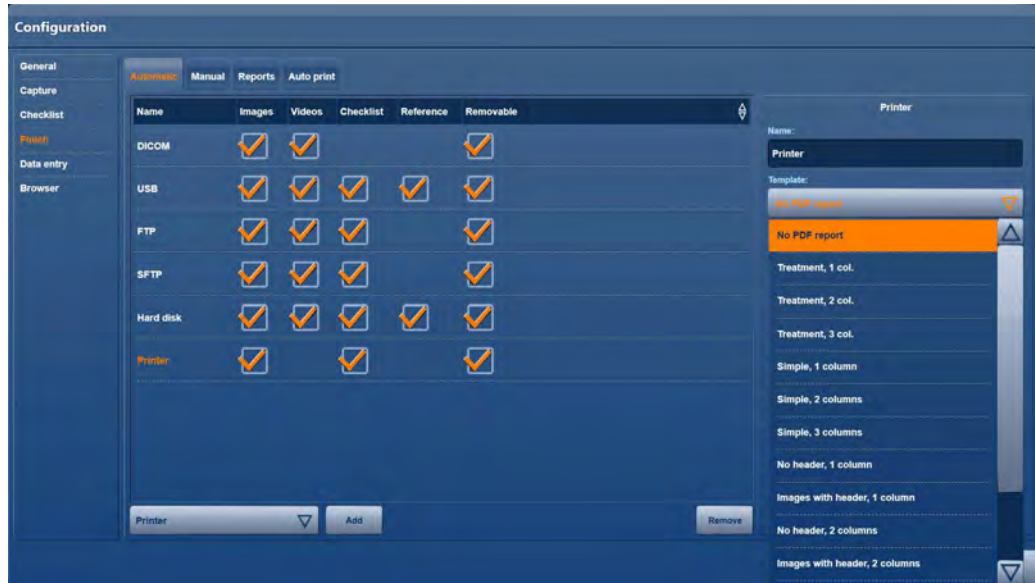 Configuration
General
Capture
Checklist
Finish
Data entry
Browser
Automatic Manual Reports Auto print
Name Images Videos Checklist Reference Removable
DICOM
USB
FTP
SFTP
Hard disk
Printer
Printer Add Remove
Printer
Name:
Printer
Template:
No PDF report
No PDF report
Treatment, 1 col.
Treatment, 2 col.
Treatment, 3 col.
Simple, 1 column
Simple, 2 columns
Simple, 3 columns
No header, 1 column
Images with header, 1 column
No header, 2 columns
Images with header, 2 columns